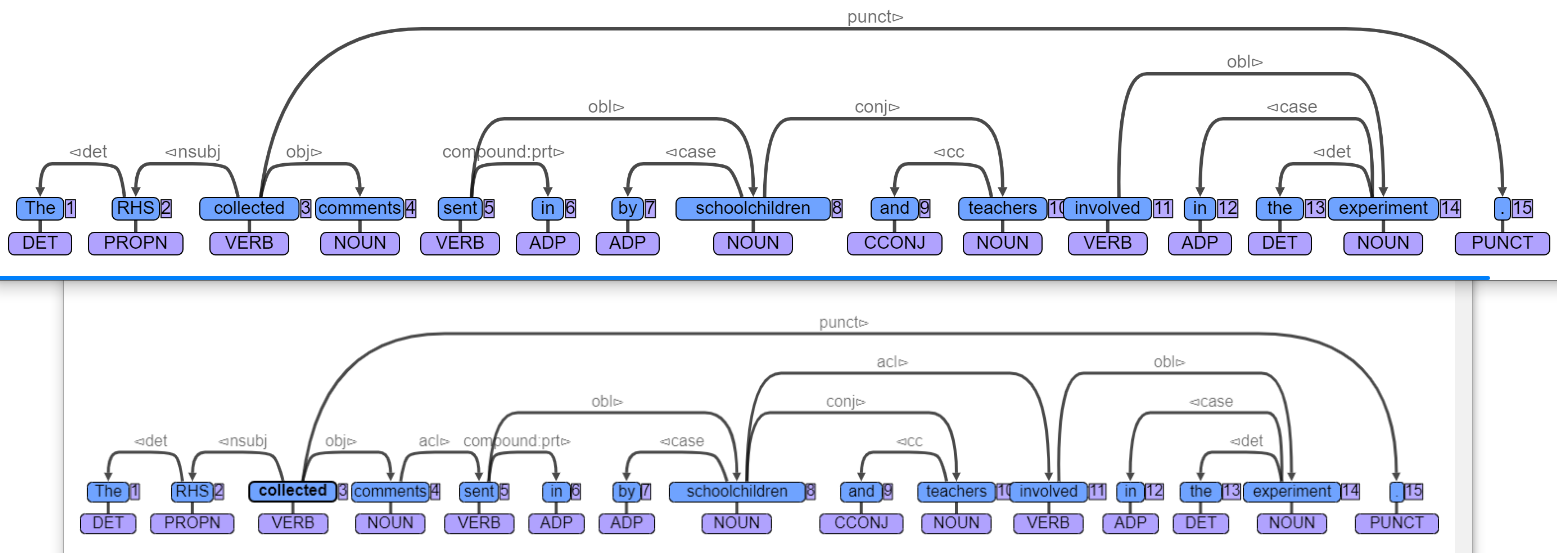 punct▻
obl▻
obl▻ conj▻ ◅case
◅det ◅nsubj obj▻ compound:prt▻ ◅case ◅cc ◅det
The 1 RHS 2 collected 3 comments 4 sent 5 in 6 by 7 schoolchildren 8 and 9 teachers 10 involved 11 in 12 the 13 experiment 14 . 15
DET PROPN VERB NOUN VERB ADP ADP NOUN CCONJ NOUN VERB ADP DET NOUN PUNCT
punct▻
acl▻ obl▻
obl▻ conj▻ ◅case
◅det ◅nsubj obj▻ acl▻ compound:prt▻ ◅case ◅cc ◅det
The 1 RHS 2 collected 3 comments 4 sent 5 in 6 by 7 schoolchildren 8 and 9 teachers 10 involved 11 in 12 the 13 experiment 14 . 15
DET PROPN VERB NOUN VERB ADP ADP NOUN CCONJ NOUN VERB ADP DET NOUN PUNCT